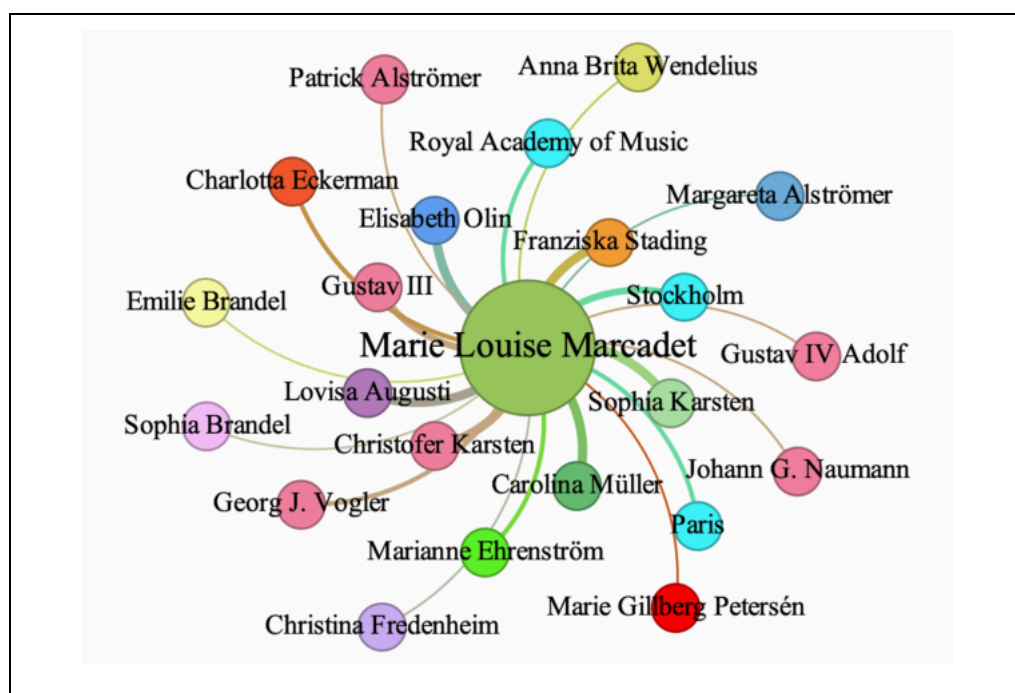 Anna Brita Wendelius
Patrick Alströmer
Royal Academy of Music
Charlotta Eckerman
Margareta Alströmer
Elisabeth Olin
Franziska Stading
Gustav III
Stockholm
Emilie Brandel
Marie Louise Marcadet
Gustav IV Adolf
Lovisa Augusti
Sophia Karsten
Sophia Brandel
Christofer Karsten
Johann G. Naumann
Carolina Müller
Georg J. Vogler
Paris
Marianne Ehrenström
Marie Gillberg Petersén
Christina Fredenheim